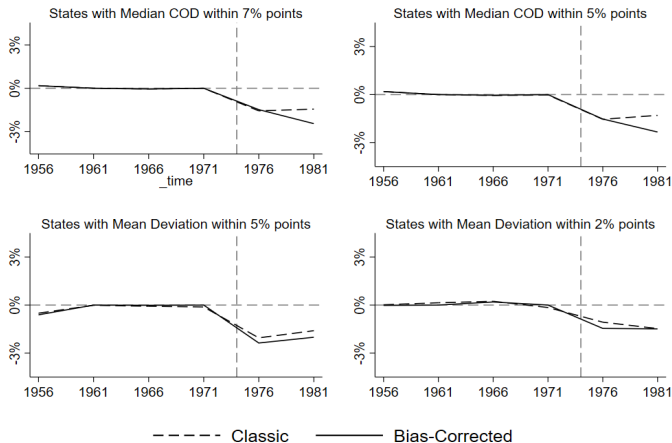 States with Median COD within 7% points
3%
0%
-3%
1956 1961 1966 1971 1976 1981
_time
States with Median COD within 5% points
3%
0%
-3%
1956 1961 1966 1971 1976 1981
States with Mean Deviation within 5% points
3%
0%
-3%
1956 1961 1966 1971 1976 1981
States with Mean Deviation within 2% points
3%
0%
-3%
1956 1961 1966 1971 1976 1981
Classic Bias-Corrected